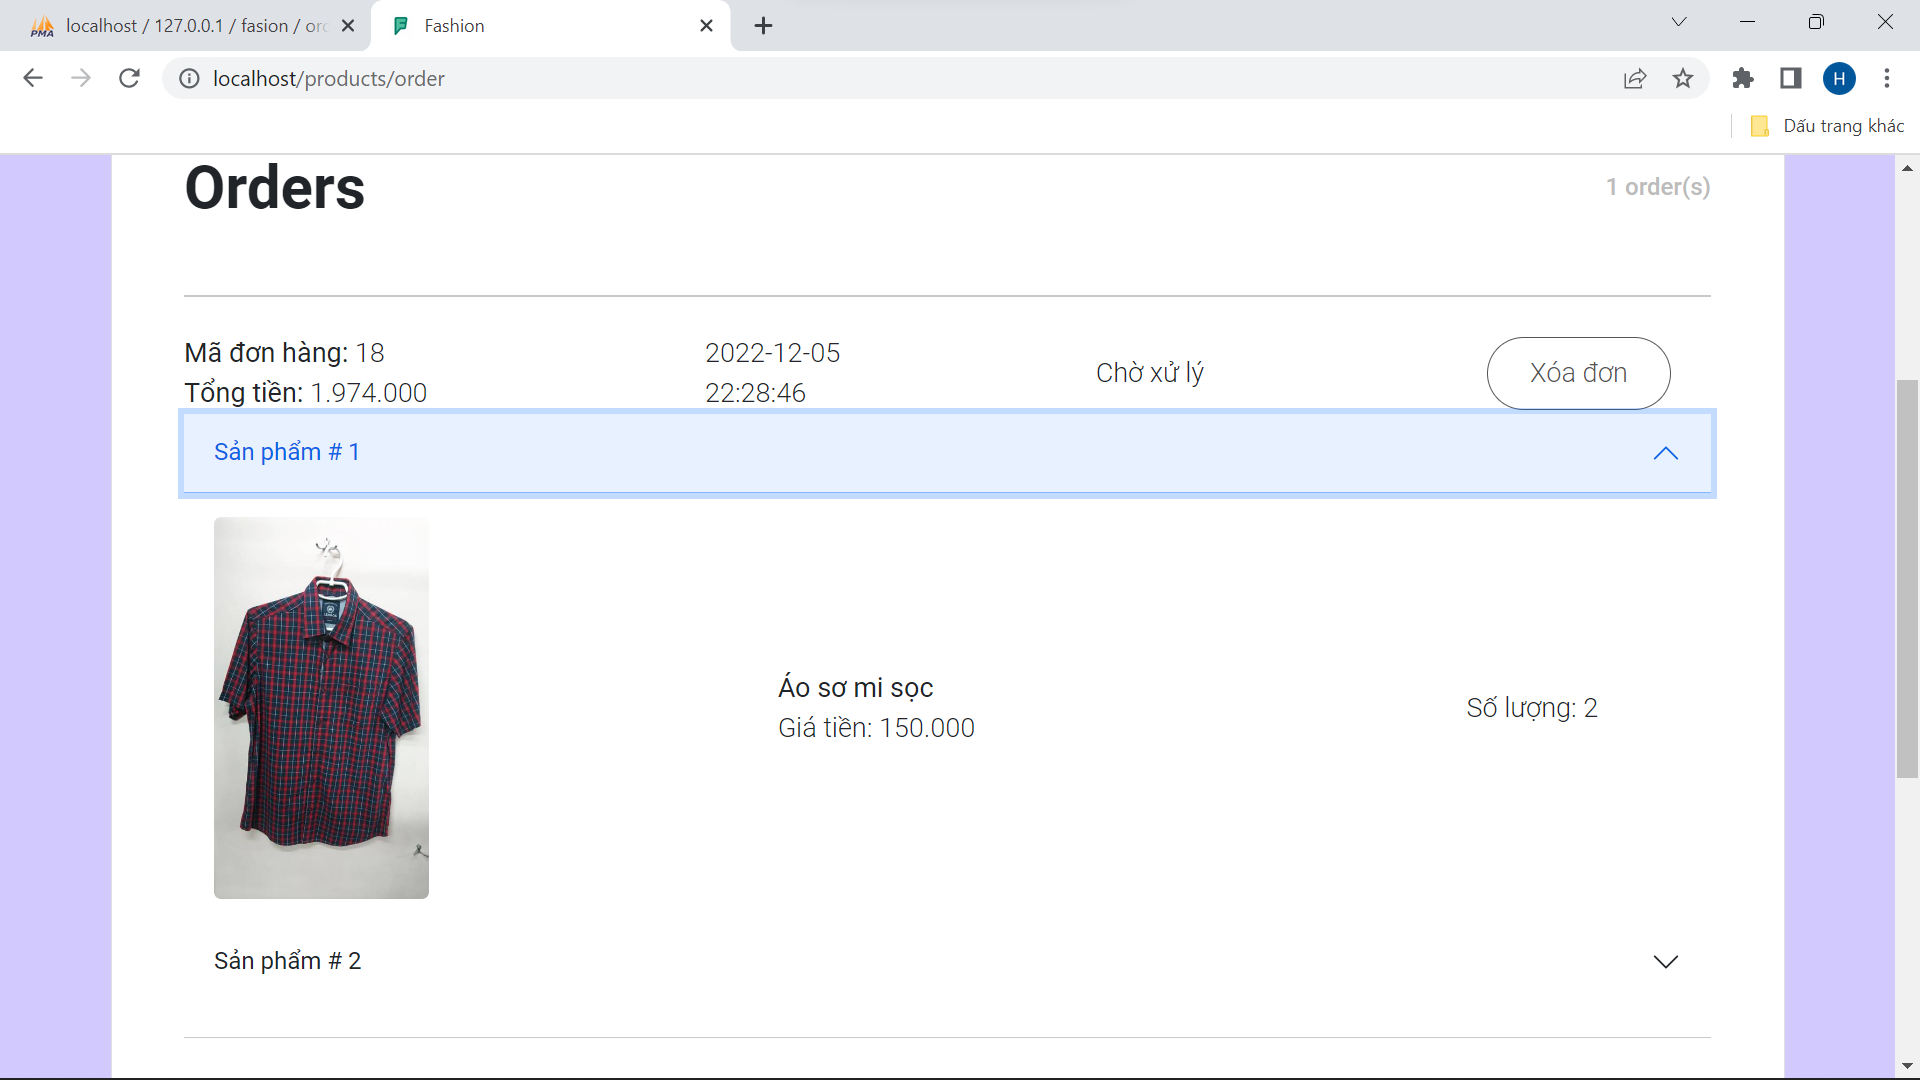 localhost / 127.0.0.1 / fasion / ord
Fashion
localhost/products/order
H
Dấu trang khác
Orders
1 order(s)
Mã đơn hàng: 18
Tổng tiền: 1.974.000
2022-12-05
22:28:46
Chờ xử lý
Xóa đơn
Sản phẩm # 1
Áo sơ mi sọc
Giá tiền: 150.000
Số lượng: 2
Sản phẩm # 2